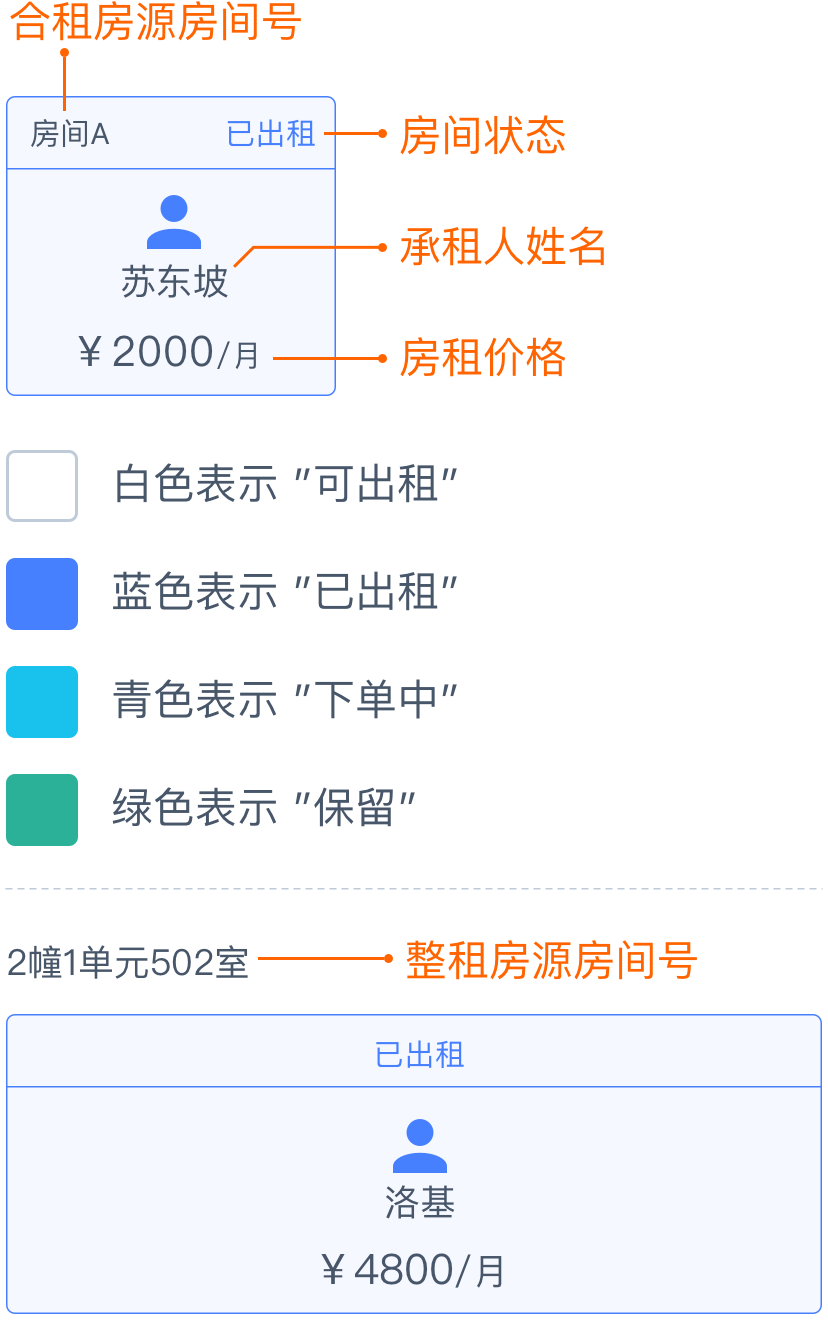 合租房源房间号
房间A 已出租 房间状态
苏东坡 承租人姓名
¥ 2000/月 房租价格
白色表示 "可出租"
蓝色表示 "已出租"
青色表示 "下单中"
绿色表示 "保留"
2幢1单元502室 整租房源房间号
已出租
洛基
¥ 4800/月